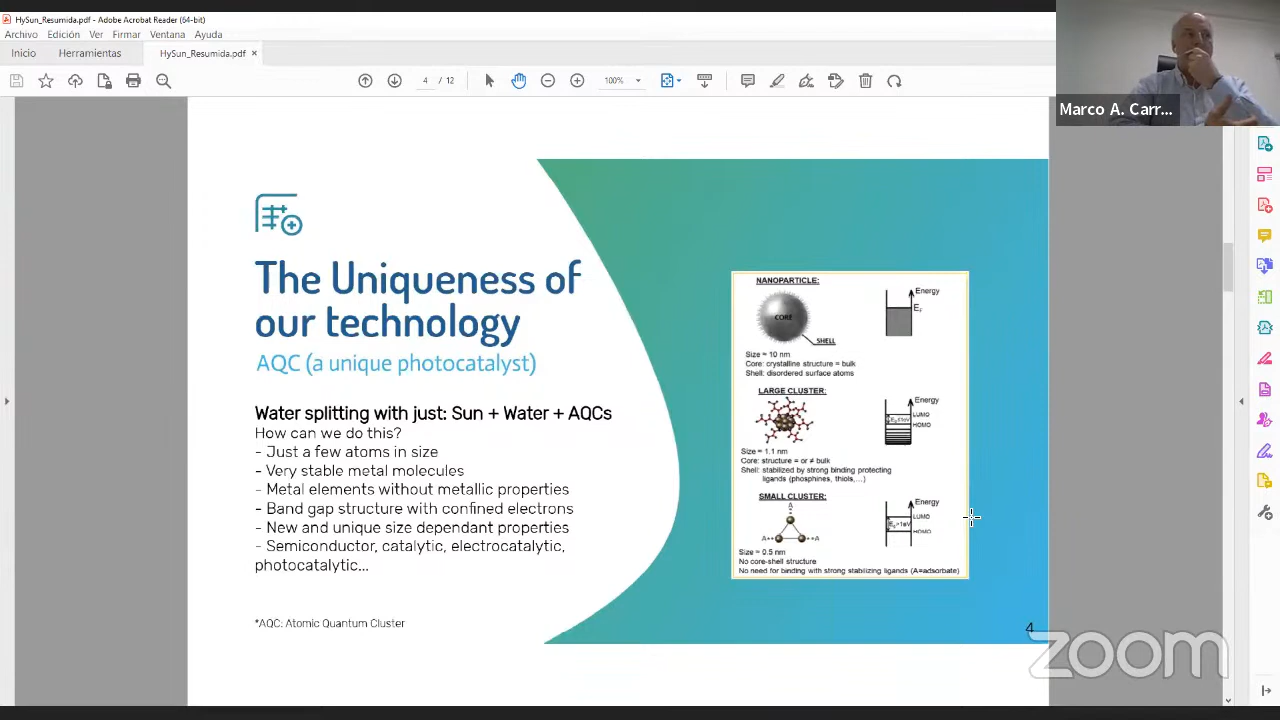 HySun_Resumida.pdf - Adobe Acrobat Reader (64-bit)
Archivo Edición Ver Firmar Ventana Ayuda
Inicio Herramientas HySun_Resumida.pdf ×
4 / 12 100%
Marco A. Carr...
The Uniqueness of
our technology
AQC (a unique photocatalyst)
Water splitting with just: Sun + Water + AQCs
How can we do this?
- Just a few atoms in size
- Very stable metal molecules
- Metal elements without metallic properties
- Band gap structure with confined electrons
- New and unique size dependant properties
- Semiconductor, catalytic, electrocatalytic,
photocatalytic...
*AQC: Atomic Quantum Cluster
NANOPARTICLE:
Energy
EF
CORE
SHELL
Size ≈ 10 nm
Core: crystalline structure = bulk
Shell: disordered surface atoms
LARGE CLUSTER:
Energy
LUMO
HOMO
Size ≈ 1.1 nm
Core: structure = or ≠ bulk
Shell: stabilized by strong binding protecting
ligands (phosphines, thiols,...)
SMALL CLUSTER:
Energy
A
LUMO
Eg>1eV
HOMO
A A
Size ≈ 0.5 nm
No core-shell structure
No need for binding with strong stabilizing ligands (A=adsorbate)
4
zoom